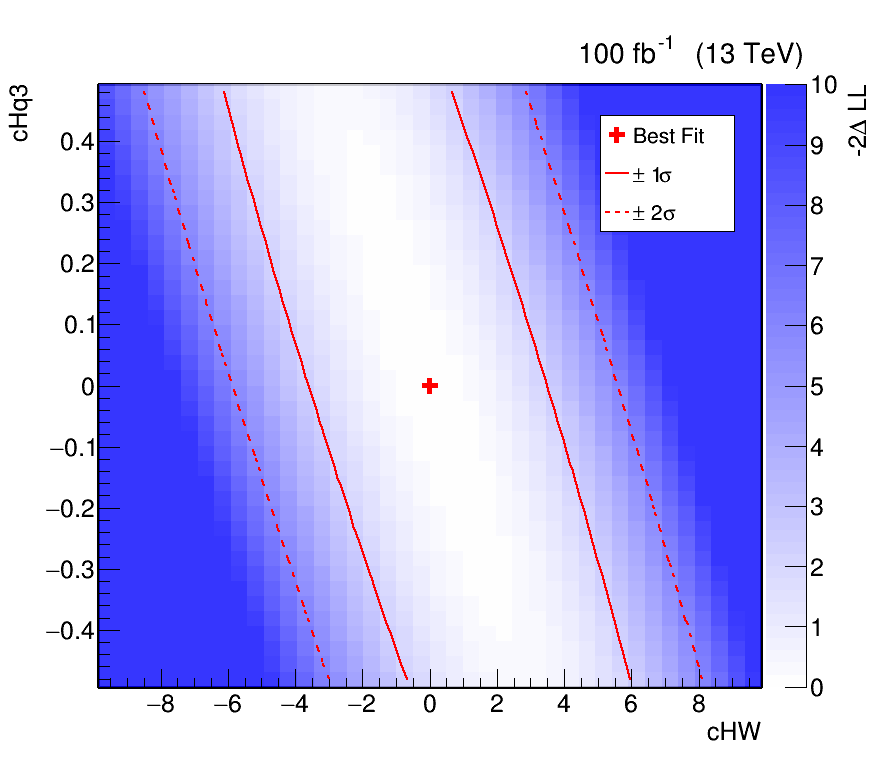 100 fb⁻¹ (13 TeV)
cHq3
-2Δ LL
Best Fit
± 1σ
± 2σ
0.4
0.3
0.2
0.1
0
−0.1
−0.2
−0.3
−0.4
10
9
8
7
6
5
4
3
2
1
0
−8 −6 −4 −2 0 2 4 6 8
cHW